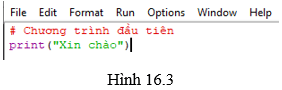 File Edit Format Run Options Window Help
# Chương trình đầu tiên
print("Xin chào")
Hình 16.3